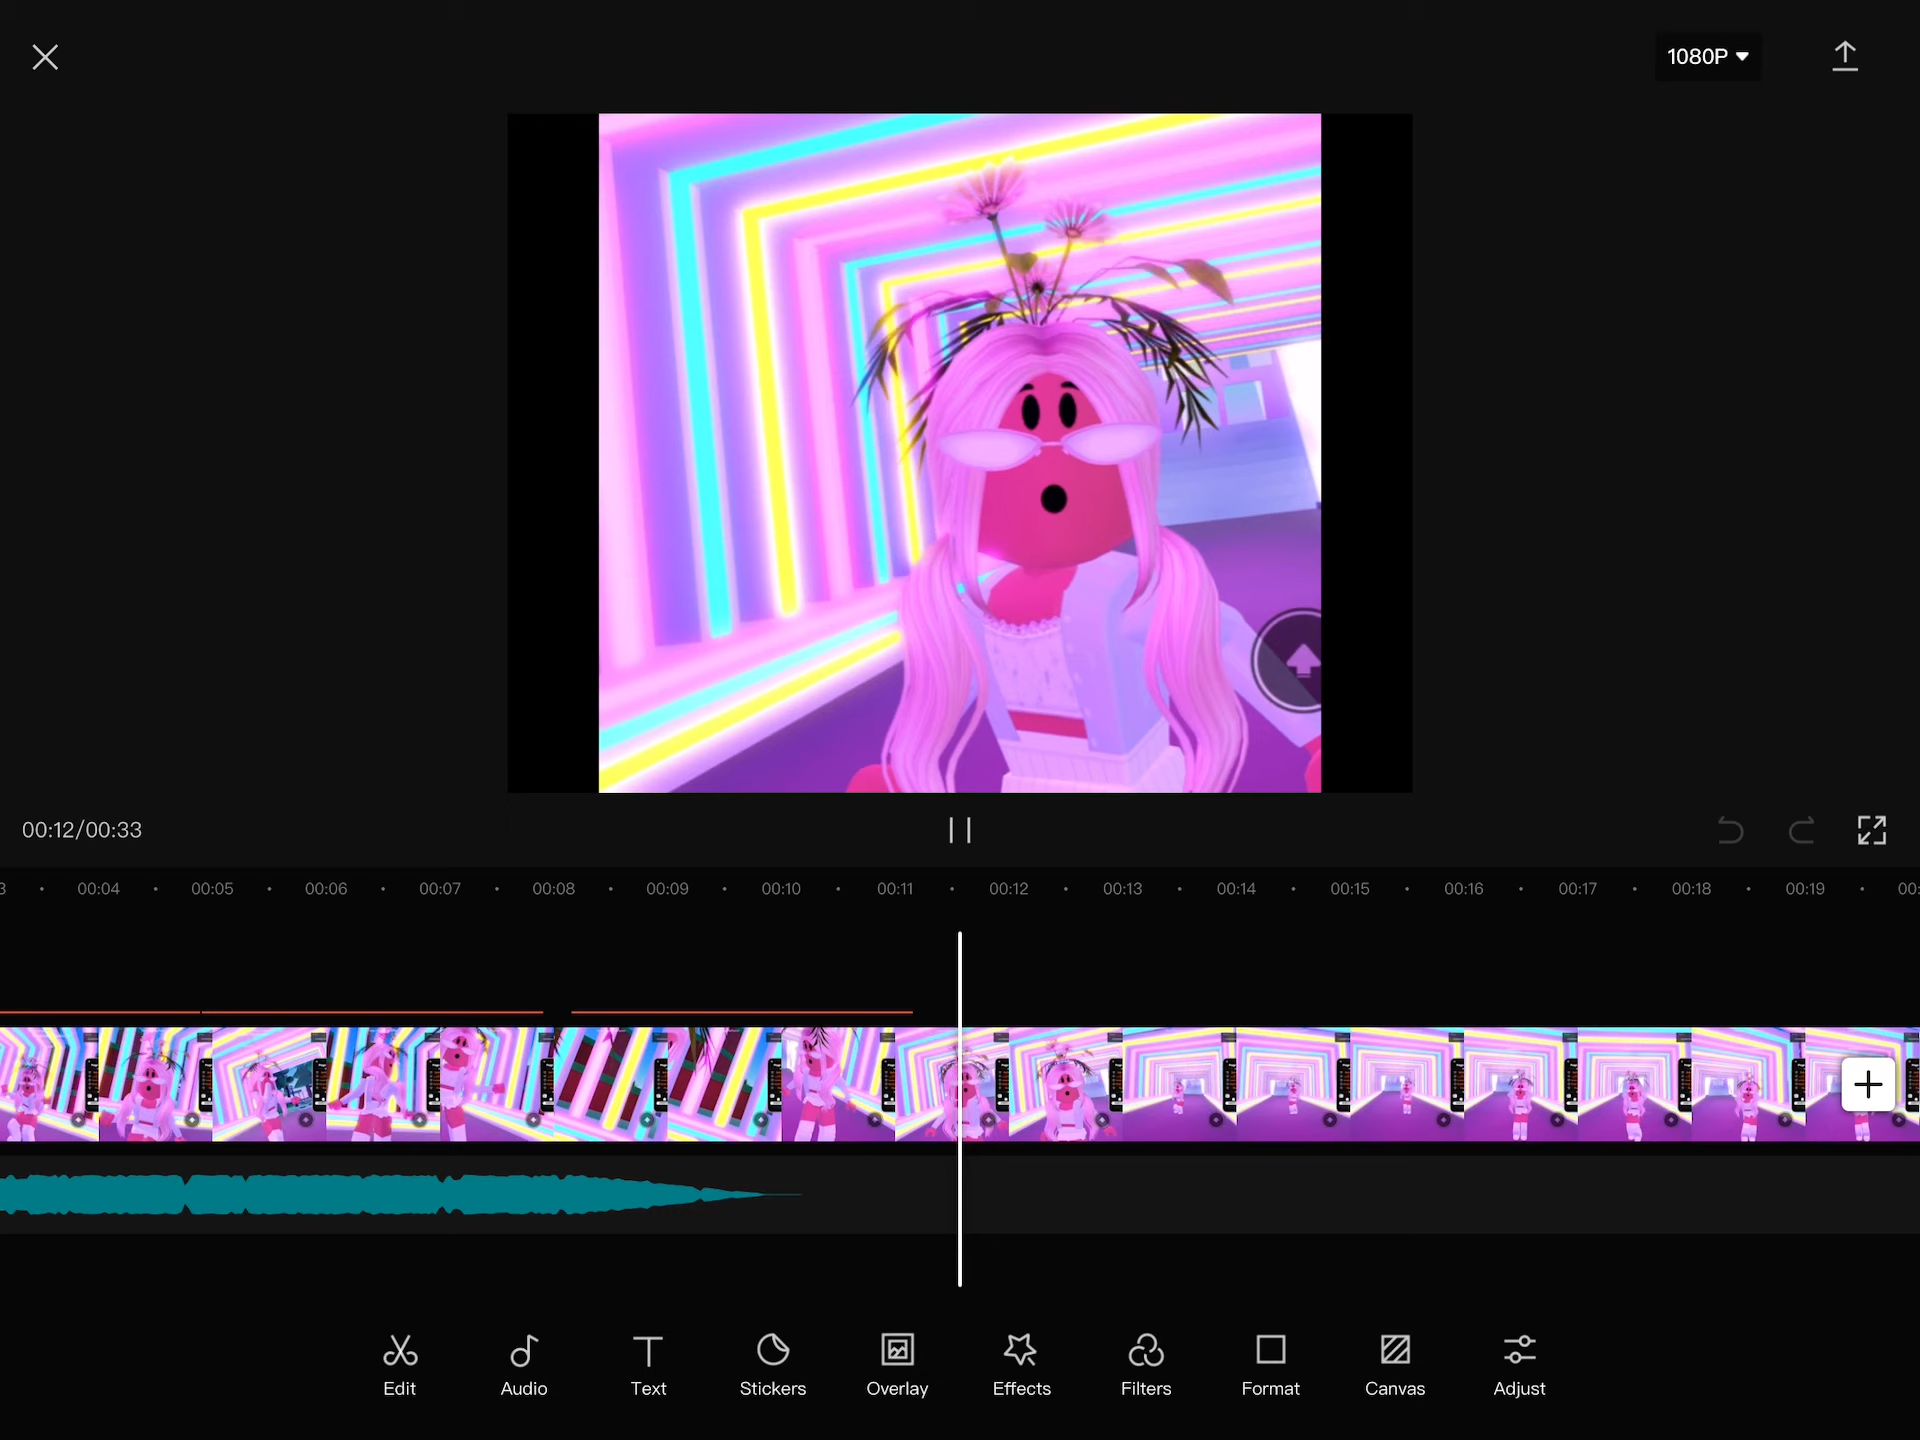 1080P
00:12/00:33
00:04 00:05 00:06 00:07 00:08 00:09 00:10 00:11 00:12 00:13 00:14 00:15 00:16 00:17 00:18 00:19
Edit Audio Text Stickers Overlay Effects Filters Format Canvas Adjust